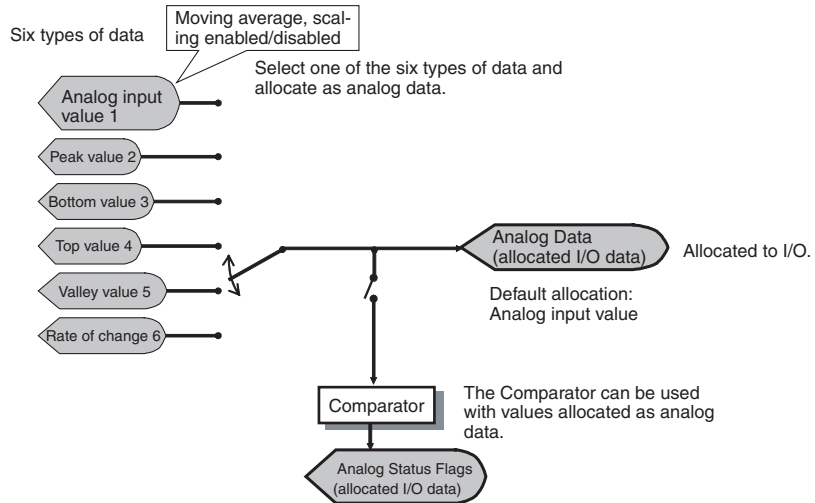 Six types of data
Moving average, scal-
ing enabled/disabled
Select one of the six types of data and
allocate as analog data.
Analog input
value 1
Peak value 2
Bottom value 3
Top value 4
Valley value 5
Rate of change 6
Analog Data
(allocated I/O data)
Allocated to I/O.
Default allocation:
Analog input value
Comparator
The Comparator can be used
with values allocated as analog
data.
Analog Status Flags
(allocated I/O data)